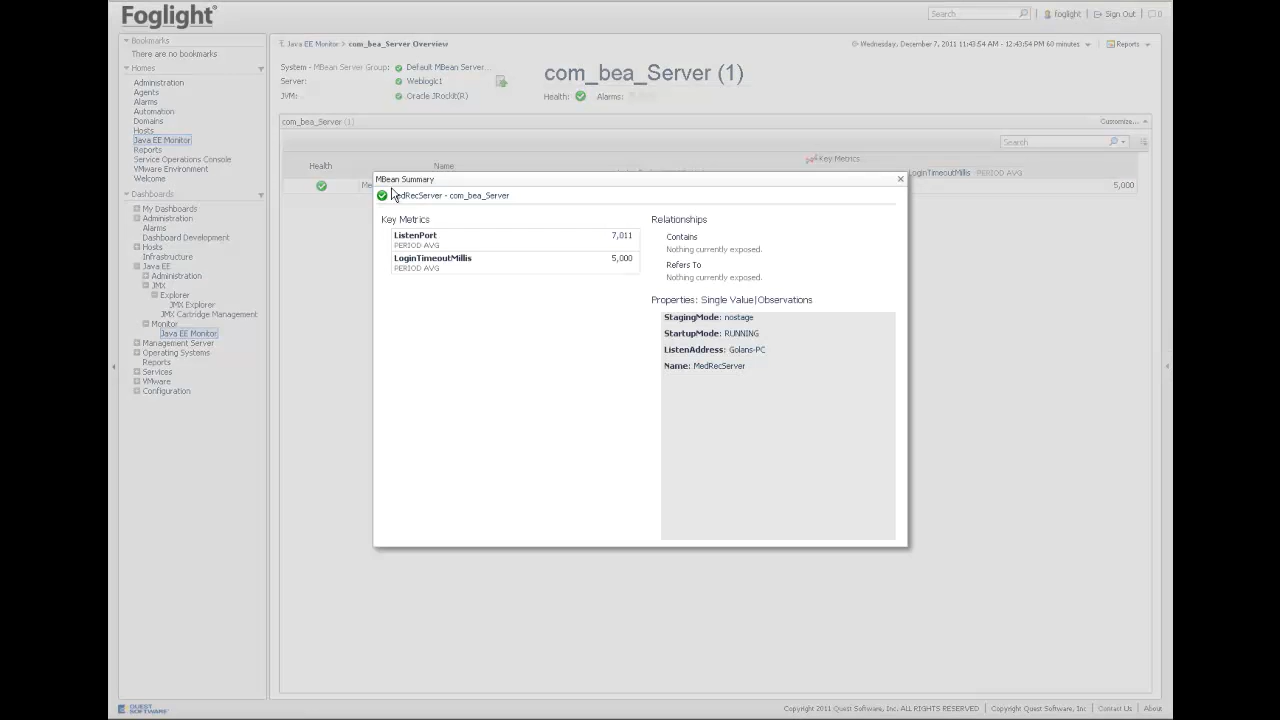 Foglight
Search
foglight
Sign Out
0
Bookmarks
There are no bookmarks
Homes
Administration
Agents
Alarms
Automation
Domains
Hosts
Java EE Monitor
Reports
Service Operations Console
VMware Environment
Welcome
Dashboards
My Dashboards
Administration
Alarms
Dashboard Development
Hosts
Infrastructure
Java EE
Administration
JMX
Explorer
JMX Explorer
JMX Cartridge Management
Monitor
Java EE Monitor
Management Server
Operating Systems
Reports
Services
VMware
Configuration
Java EE Monitor > com_bea_Server Overview
Wednesday, December 7, 2011 11:43:54 AM - 12:43:54 PM 60 minutes
Reports
System - MBean Server Group: Default MBean Server...
Server: Weblogic1
JVM: Oracle JRockit(R)
com_bea_Server (1)
Health: Alarms:
com_bea_Server (1)
Customize...
Search
Key Metrics...
Health Name
LoginTimeoutMillis - PERIOD AVG
5,000
MBean Summary
MedRecServer - com_bea_Server
Key Metrics
ListenPort 7,011
PERIOD AVG
LoginTimeoutMillis 5,000
PERIOD AVG
Relationships
Contains
Nothing currently exposed.
Refers To
Nothing currently exposed.
Properties: Single Value|Observations
StagingMode: nostage
StartupMode: RUNNING
ListenAddress: Golans-PC
Name: MedRecServer
QUEST SOFTWARE
Copyright 2011 Quest Software, Inc. ALL RIGHTS RESERVED | Copyright Quest Software, Inc | Contact Us | About